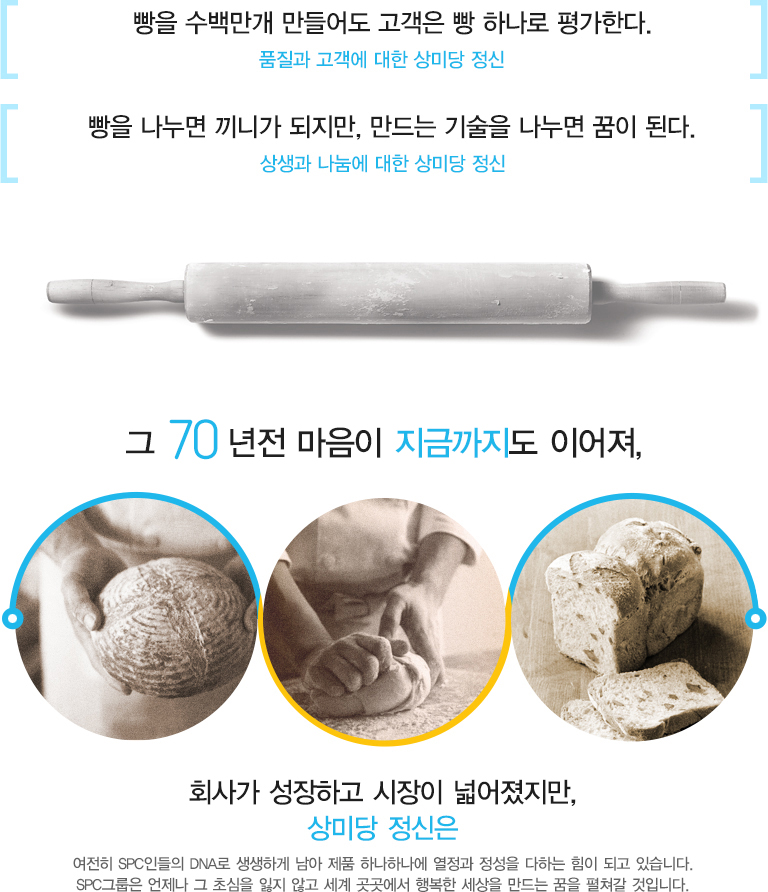 빵을 수백만개 만들어도 고객은 빵 하나로 평가한다.
품질과 고객에 대한 상미당 정신
빵을 나누면 끼니가 되지만, 만드는 기술을 나누면 꿈이 된다.
상생과 나눔에 대한 상미당 정신
그 70년전 마음이 지금까지도 이어져,
회사가 성장하고 시장이 넓어졌지만,
상미당 정신은
여전히 SPC인들의 DNA로 생생하게 남아 제품 하나하나에 열정과 정성을 다하는 힘이 되고 있습니다.
SPC그룹은 언제나 그 초심을 잃지 않고 세계 곳곳에서 행복한 세상을 만드는 꿈을 펼쳐갈 것입니다.